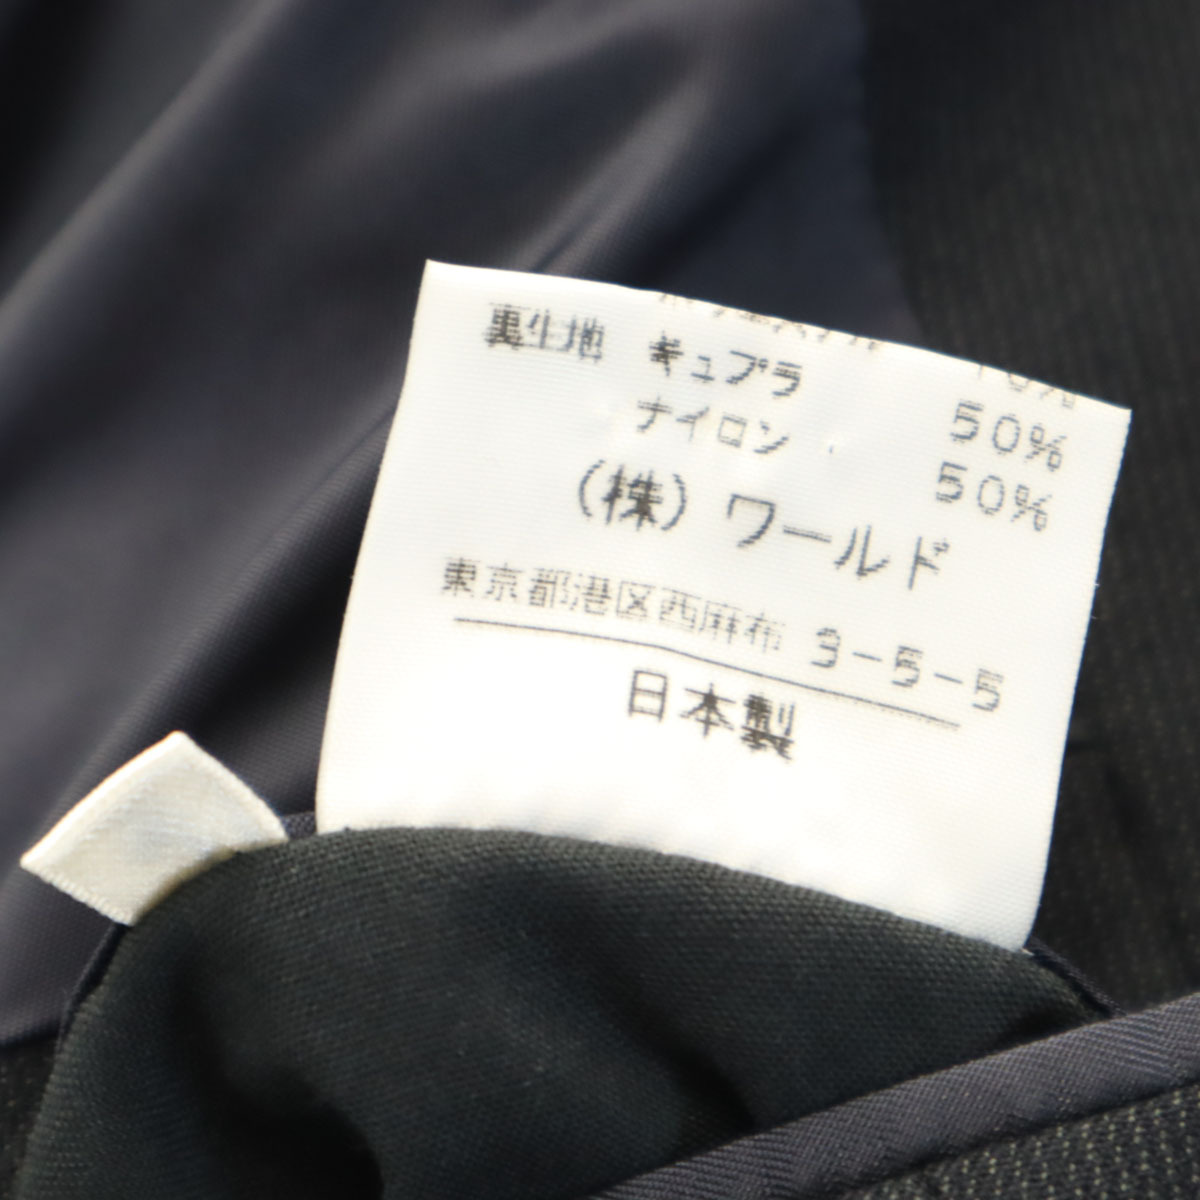 裏生地 キュプラ 50%
ナイロン 50%
(株) ワールド
東京都港区西麻布 3-5-5
日本製